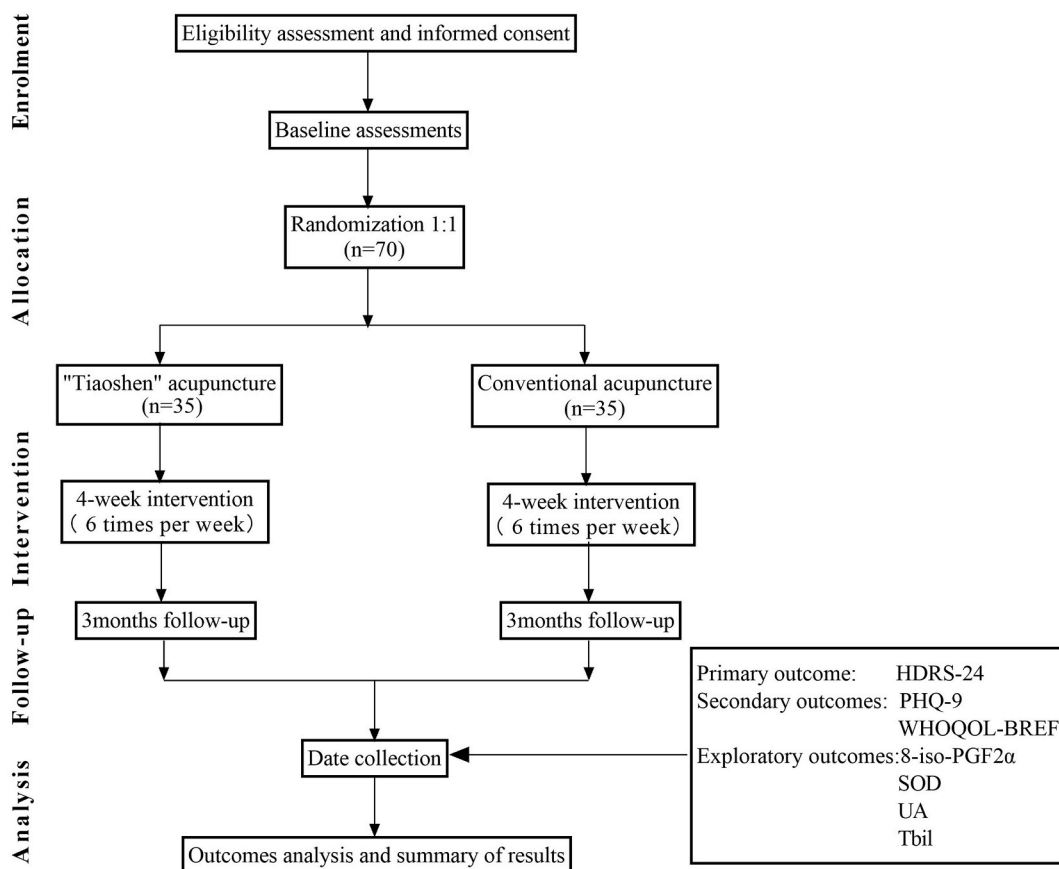 Enrolment
Eligibility assessment and informed consent
Baseline assessments
Allocation
Randomization 1:1
(n=70)
"Tiaoshen" acupuncture
(n=35)
Conventional acupuncture
(n=35)
Intervention
4-week intervention
（ 6 times per week）
4-week intervention
（ 6 times per week）
Follow-up
3months follow-up
3months follow-up
Primary outcome: HDRS-24
Secondary outcomes: PHQ-9
WHOQOL-BREF
Exploratory outcomes:8-iso-PGF2α
SOD
UA
Tbil
Analysis
Date collection
Outcomes analysis and summary of results